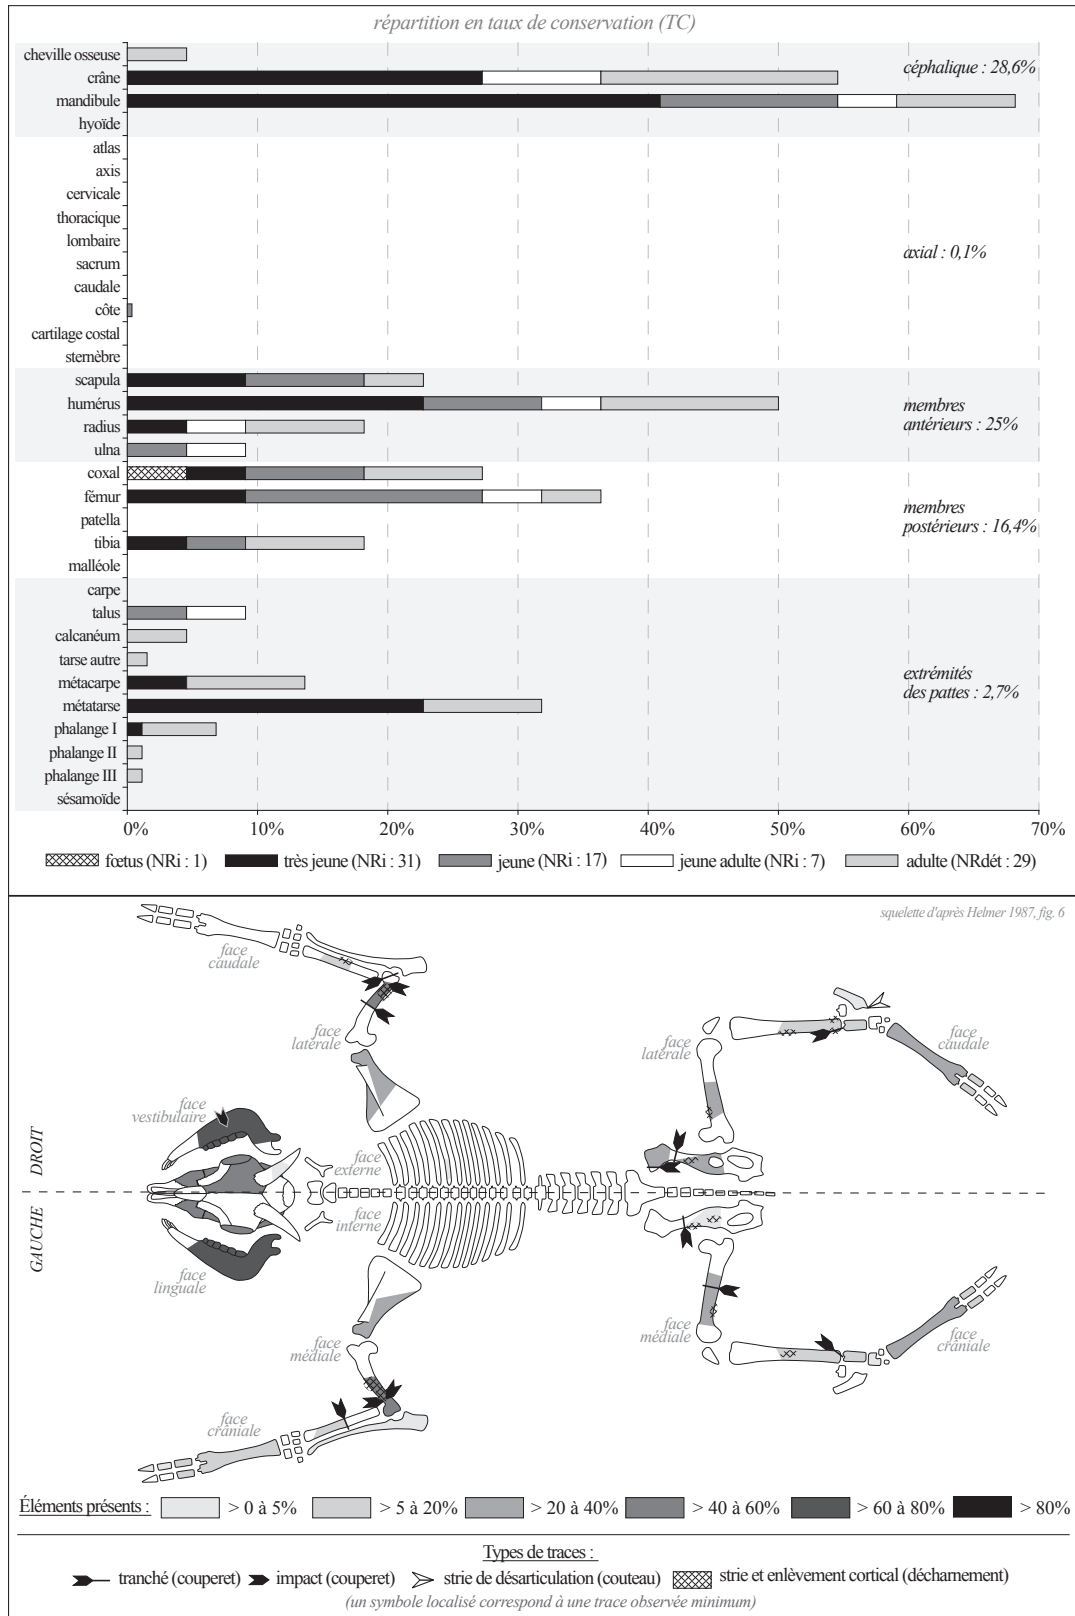 répartition en taux de conservation (TC)
cheville osseuse
crâne
mandibule
hyoïde
céphalique : 28,6%
atlas
axis
cervicale
thoracique
lombaire
sacrum
caudale
côte
cartilage costal
sternèbre
axial : 0,1%
scapula
humérus
radius
ulna
membres
antérieurs : 25%
coxal
fémur
patella
tibia
malléole
membres
postérieurs : 16,4%
carpe
talus
calcanéum
tarse autre
métacarpe
métatarse
phalange I
phalange II
phalange III
sésamoïde
extrémités
des pattes : 2,7%
0% 10% 20% 30% 40% 50% 60% 70%
fœtus (NRi : 1) très jeune (NRi : 31) jeune (NRi : 17) jeune adulte (NRi : 7) adulte (NRdét : 29)
squelette d'après Helmer 1987, fig. 6
face
caudale
face
latérale
face
latérale
face
caudale
face
vestibulaire
DROIT
face
externe
GAUCHE
face
interne
face
linguale
face
médiale
face
médiale
face
crâniale
face
crâniale
Éléments présents : > 0 à 5% > 5 à 20% > 20 à 40% > 40 à 60% > 60 à 80% > 80%
Types de traces :
tranché (couperet) impact (couperet) strie de désarticulation (couteau) strie et enlèvement cortical (décharnement)
(un symbole localisé correspond à une trace observée minimum)